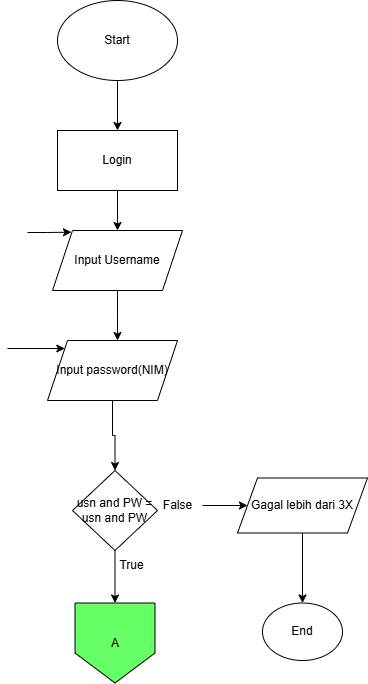 Start
Login
Input Username
Input password(NIM)
usn and PW =
usn and PW
False
Gagal lebih dari 3X
True
End
A